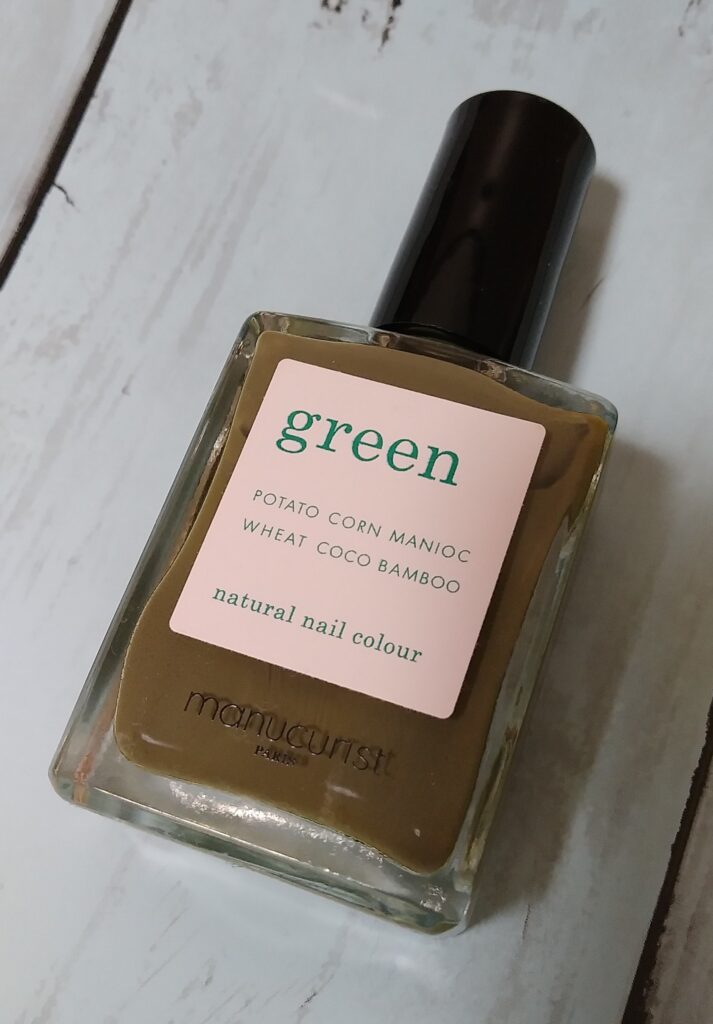 green
POTATO CORN MANIOC
WHEAT COCO BAMBOO
natural nail colour
manucurist
PARIS